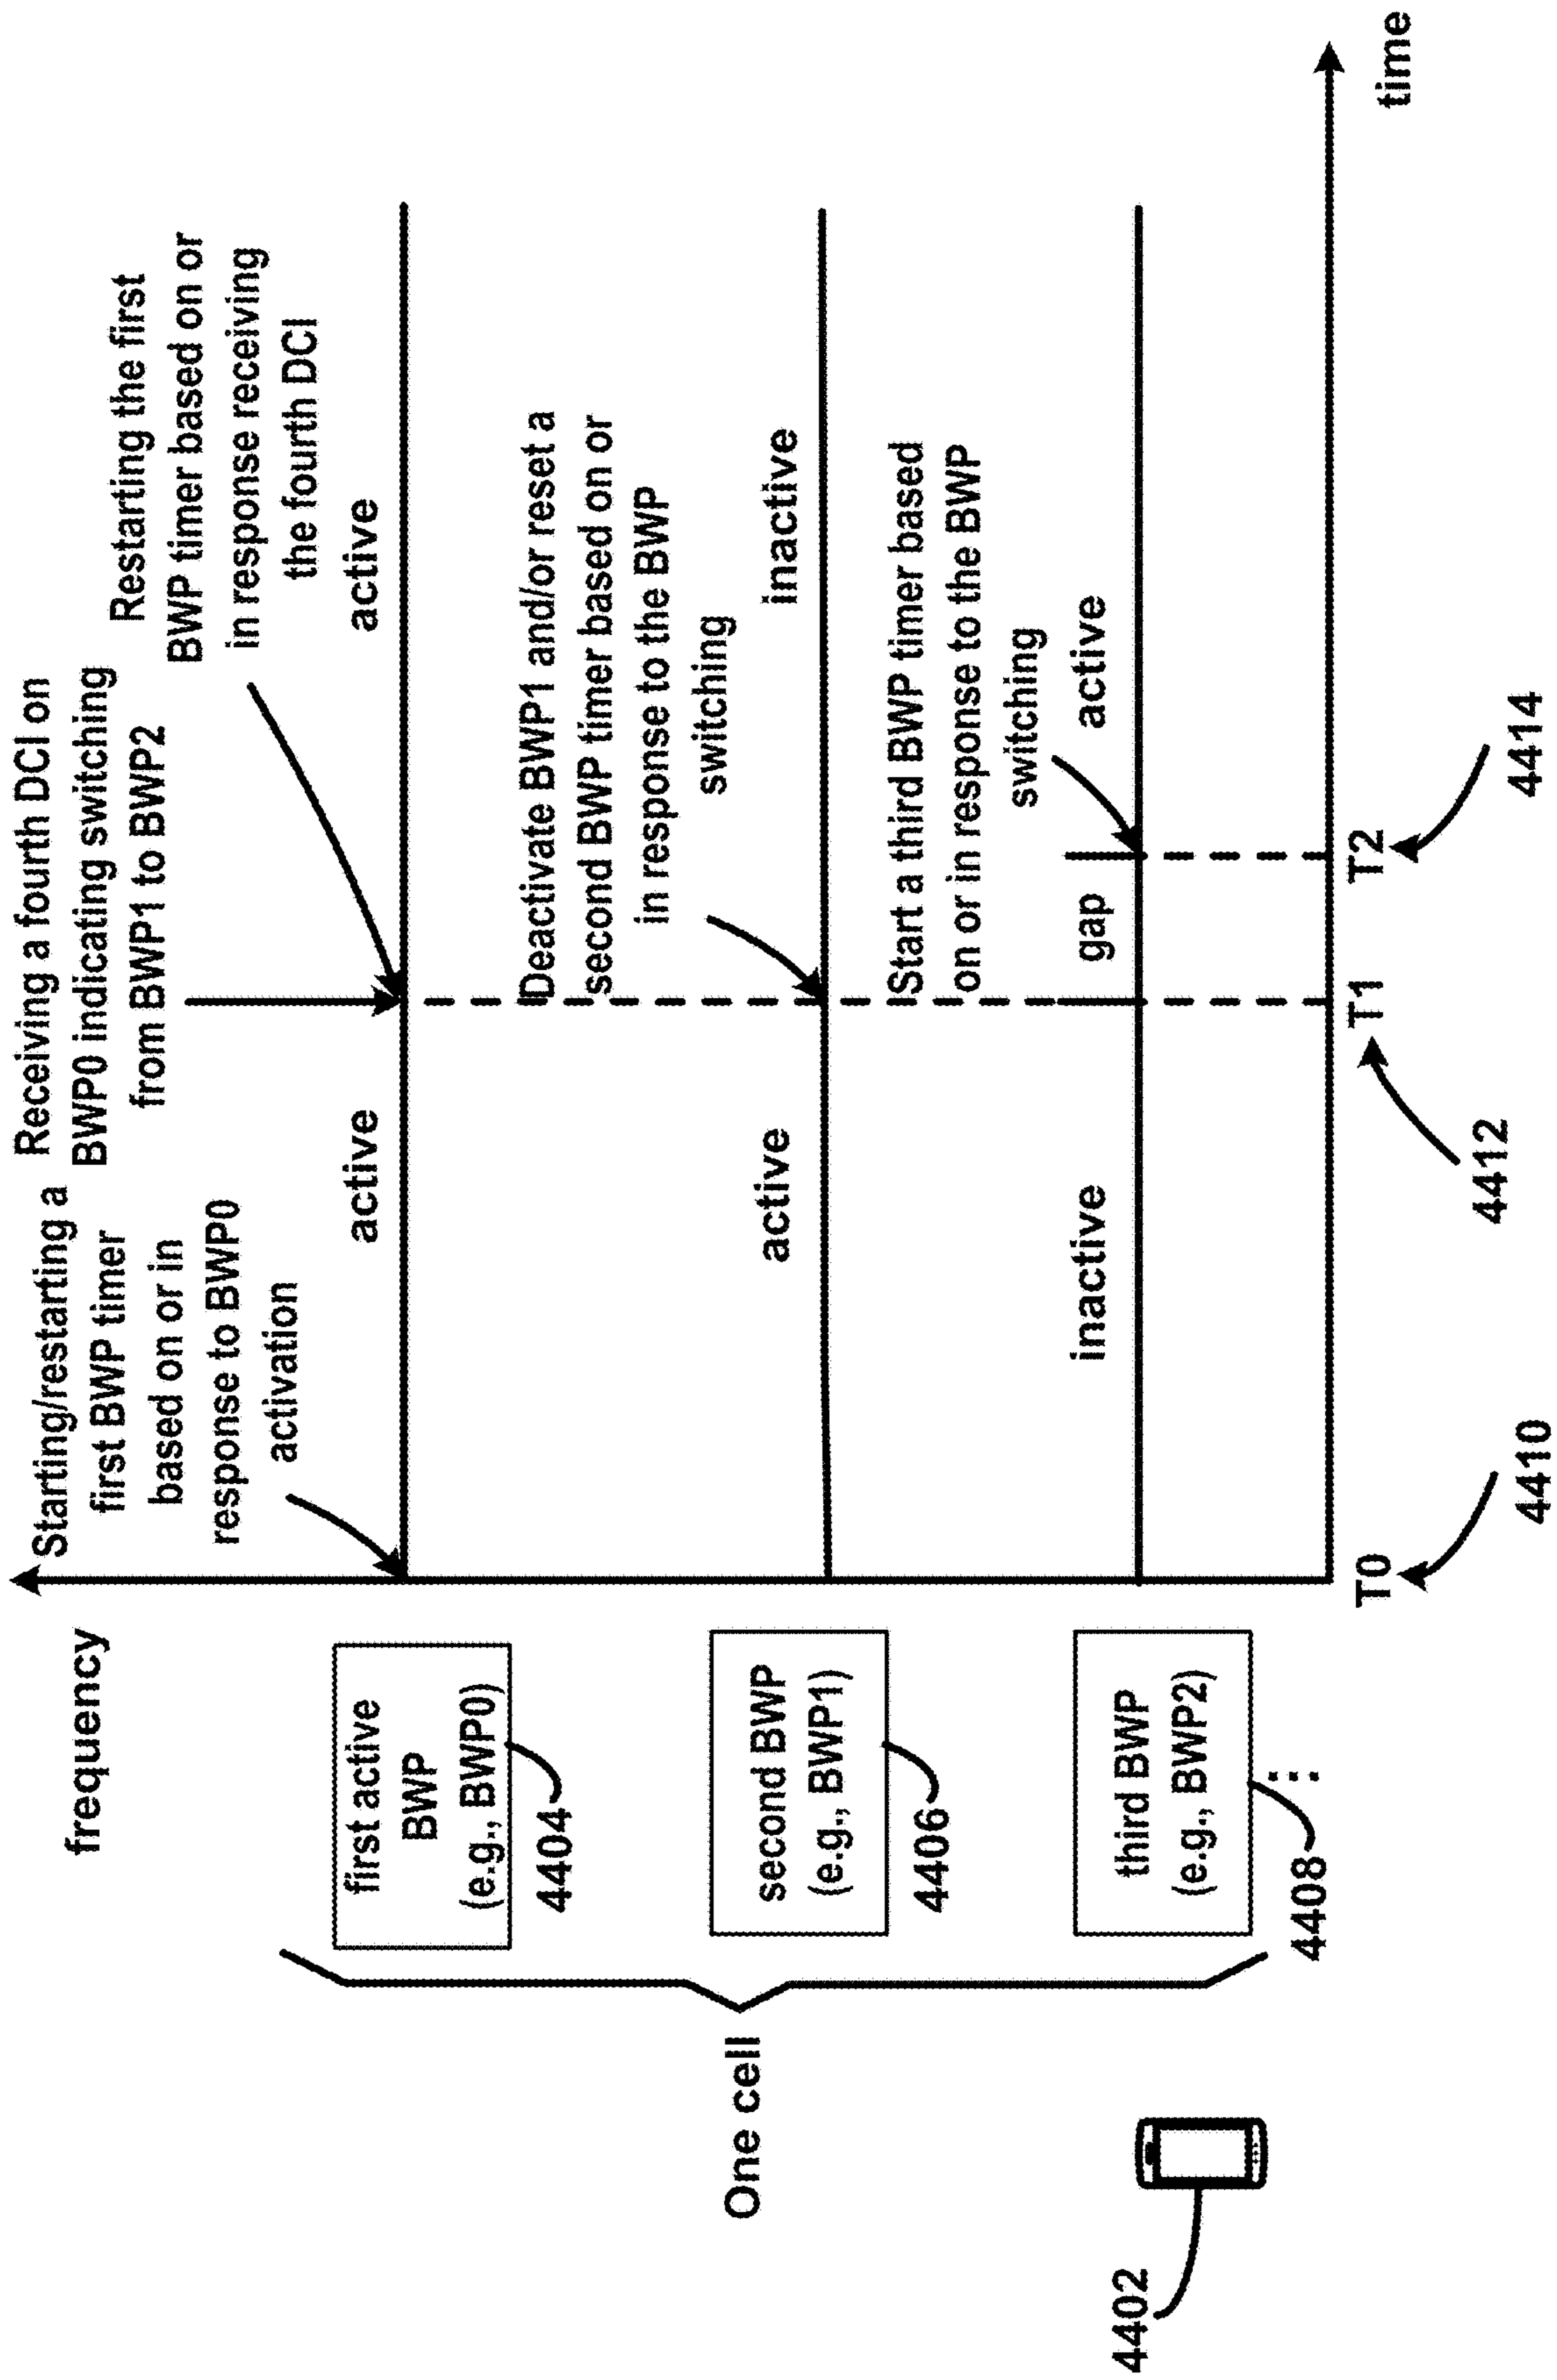 frequency
Starting/restarting a
first BWP timer
based on or in
response to BWP0
activation
Receiving a fourth DCI on
BWP0 indicating switching
from BWP1 to BWP2
Restarting the first
BWP timer based on or
in response receiving
the fourth DCI
active
active
first active
BWP
(e.g., BWP0)
4404
Deactivate BWP1 and/or reset a
second BWP timer based on or
in response to the BWP
switching
active
inactive
One cell
second BWP
(e.g., BWP1)
4406
Start a third BWP timer based
on or in response to the BWP
switching
inactive
gap
active
third BWP
(e.g., BWP2)
4408
4402
T0
T1
T2
time
4410
4412
4414